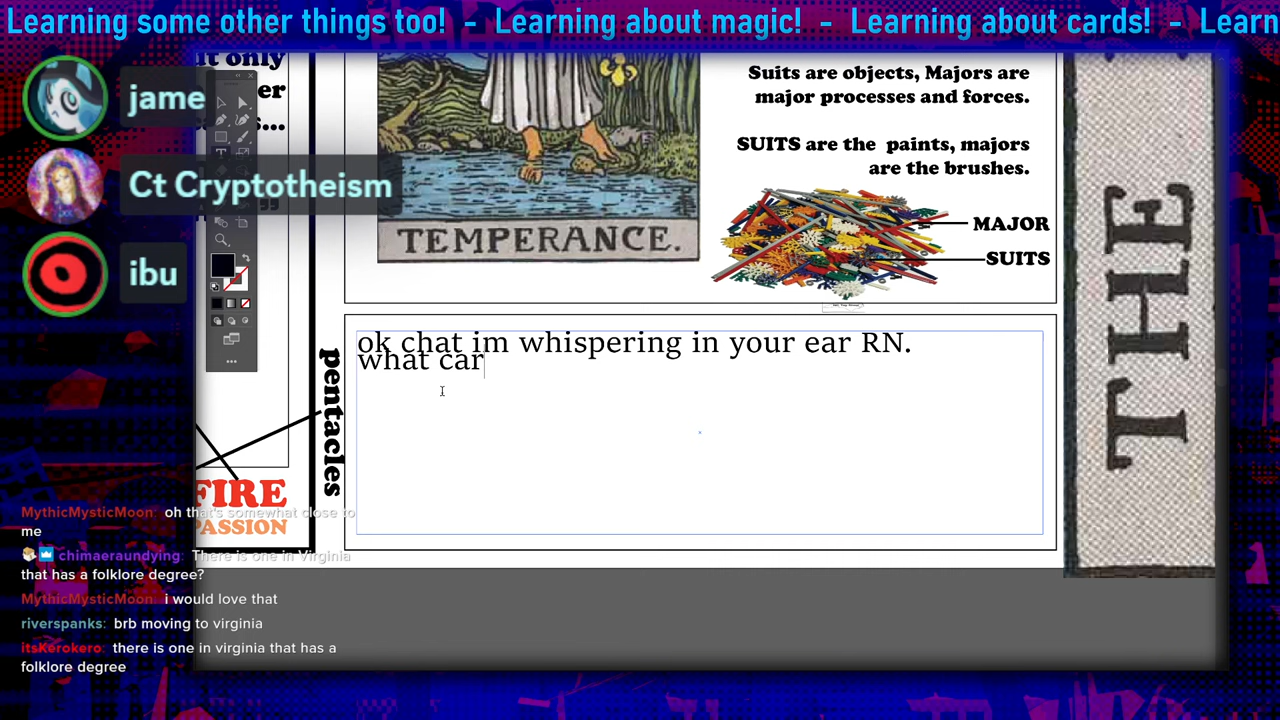 Learning some other things too! - Learning about magic! - Learning about cards! - Learn
jame
Ct Cryptotheism
ibu
ut only
er
...
TEMPERANCE.
Suits are objects, Majors are
major processes and forces.
SUITS are the paints, majors
are the brushes.
MAJOR
SUITS
THE
pentacles
ok chat im whispering in your ear RN.
what car
FIRE
PASSION
MythicMysticMoon: oh that's somewhat close to
me
chimaeraundying: There is one in Virginia
that has a folklore degree?
MythicMysticMoon: i would love that
riverspanks: brb moving to virginia
itsKerokero: there is one in virginia that has a
folklore degree